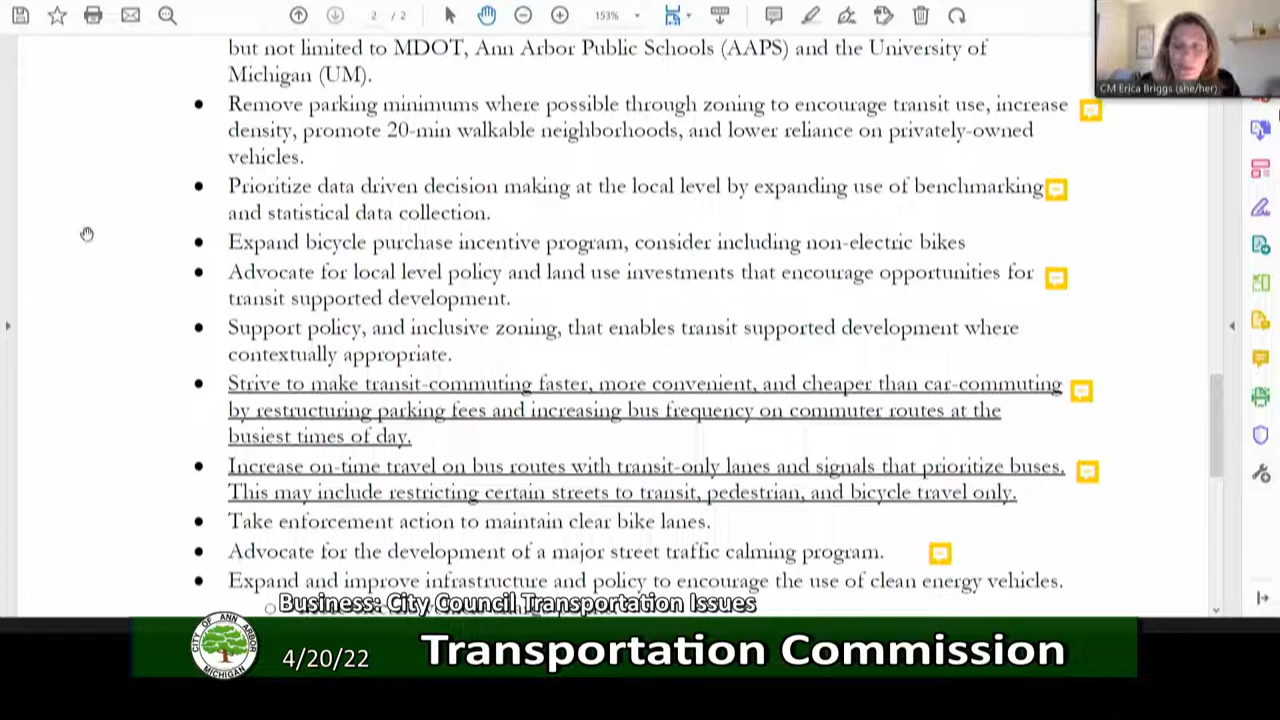 2 / 2
153%
but not limited to MDOT, Ann Arbor Public Schools (AAPS) and the University of
Michigan (UM).
CM Erica Briggs (she/her)
• Remove parking minimums where possible through zoning to encourage transit use, increase
density, promote 20-min walkable neighborhoods, and lower reliance on privately-owned
vehicles.
• Prioritize data driven decision making at the local level by expanding use of benchmarking
and statistical data collection.
• Expand bicycle purchase incentive program, consider including non-electric bikes
• Advocate for local level policy and land use investments that encourage opportunities for
transit supported development.
• Support policy, and inclusive zoning, that enables transit supported development where
contextually appropriate.
• Strive to make transit-commuting faster, more convenient, and cheaper than car-commuting
by restructuring parking fees and increasing bus frequency on commuter routes at the
busiest times of day.
• Increase on-time travel on bus routes with transit-only lanes and signals that prioritize buses.
This may include restricting certain streets to transit, pedestrian, and bicycle travel only.
• Take enforcement action to maintain clear bike lanes.
• Advocate for the development of a major street traffic calming program.
• Expand and improve infrastructure and policy to encourage the use of clean energy vehicles.
Business: City Council Transportation Issues
CITY OF ANN ARBOR
MICHIGAN
4/20/22
Transportation Commission